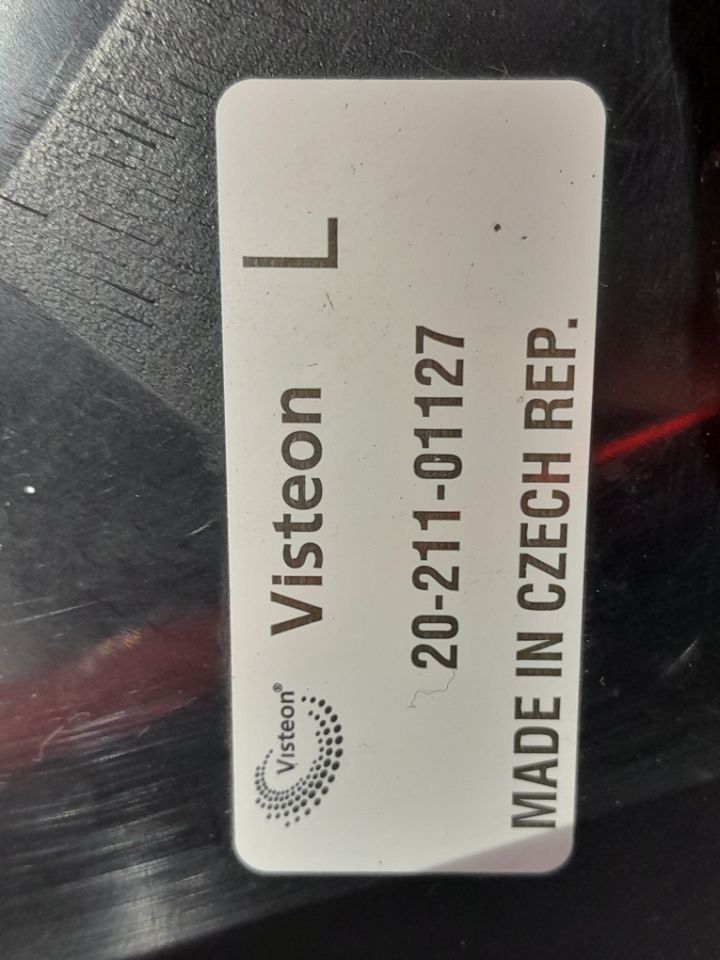 Visteon®
Visteon L
20-211-01127
MADE IN CZECH REP.